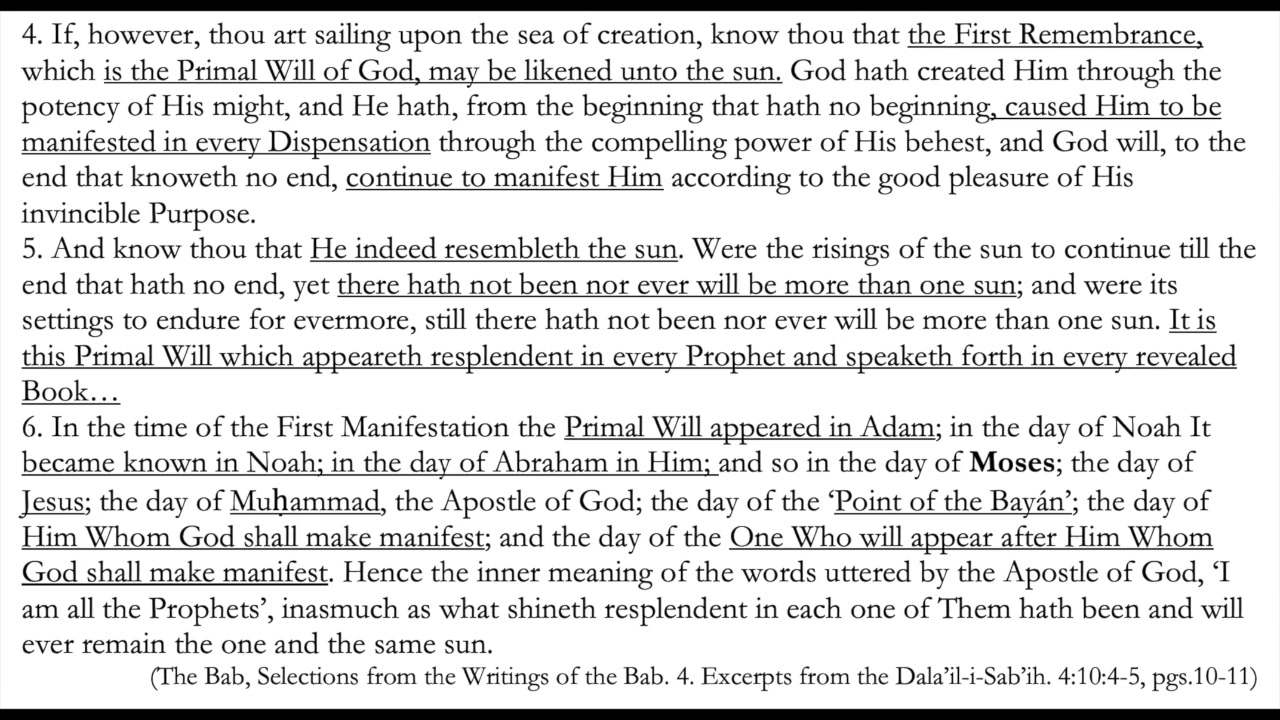 4. If, however, thou art sailing upon the sea of creation, know thou that the First Remembrance,
which is the Primal Will of God, may be likened unto the sun. God hath created Him through the
potency of His might, and He hath, from the beginning that hath no beginning, caused Him to be
manifested in every Dispensation through the compelling power of His behest, and God will, to the
end that knoweth no end, continue to manifest Him according to the good pleasure of His
invincible Purpose.
5. And know thou that He indeed resembleth the sun. Were the risings of the sun to continue till the
end that hath no end, yet there hath not been nor ever will be more than one sun; and were its
settings to endure for evermore, still there hath not been nor ever will be more than one sun. It is
this Primal Will which appeareth resplendent in every Prophet and speaketh forth in every revealed
Book…
6. In the time of the First Manifestation the Primal Will appeared in Adam; in the day of Noah It
became known in Noah; in the day of Abraham in Him; and so in the day of Moses; the day of
Jesus; the day of Muḥammad, the Apostle of God; the day of the ‘Point of the Bayán’; the day of
Him Whom God shall make manifest; and the day of the One Who will appear after Him Whom
God shall make manifest. Hence the inner meaning of the words uttered by the Apostle of God, ‘I
am all the Prophets’, inasmuch as what shineth resplendent in each one of Them hath been and will
ever remain the one and the same sun.
(The Bab, Selections from the Writings of the Bab. 4. Excerpts from the Dala’il-i-Sab’ih. 4:10:4-5, pgs.10-11)